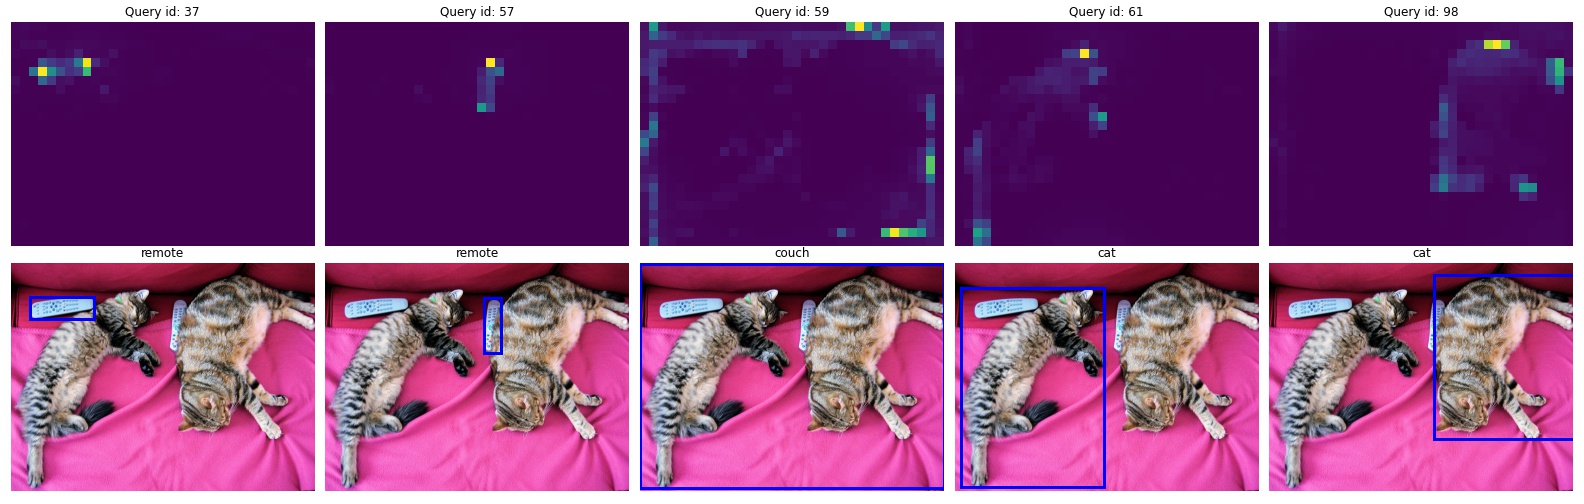 Query id: 37
Query id: 57
Query id: 59
Query id: 61
Query id: 98
remote
remote
couch
cat
cat